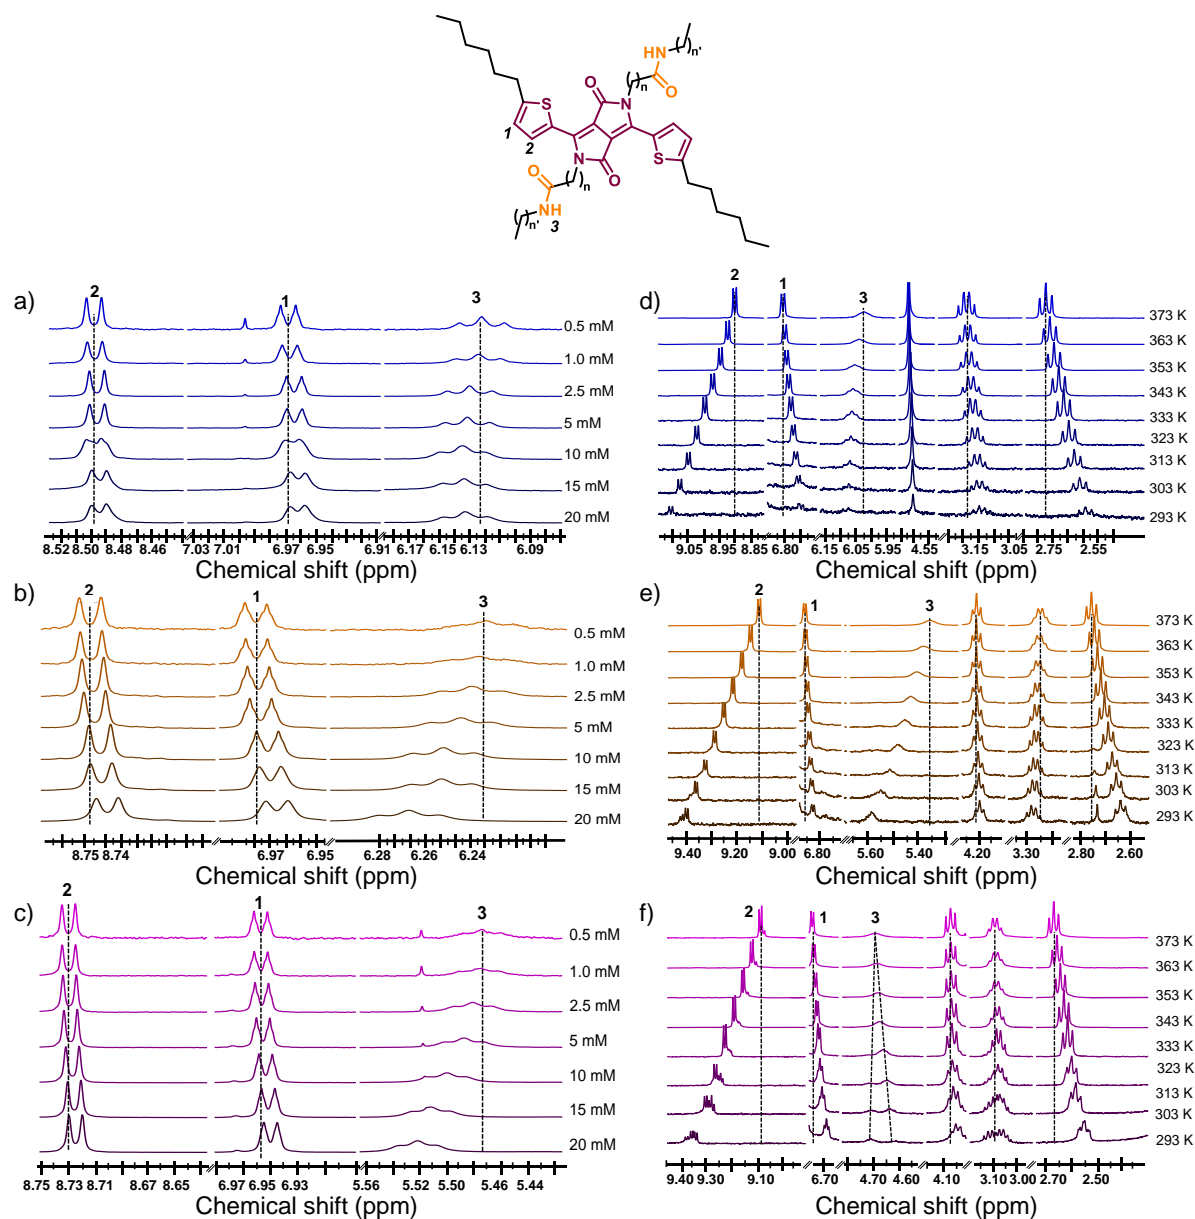 ( )n'
NH
( )n
O
O
N
S
1
2
N
O
S
O
( )n
NH
3
( )n'
a)
2
1
3
0.5 mM
1.0 mM
2.5 mM
5 mM
10 mM
15 mM
20 mM
8.52 8.50 8.48 8.46 7.03 7.01 6.97 6.95 6.91 6.17 6.15 6.13 6.09
Chemical shift (ppm)
d)
2
1
3
373 K
363 K
353 K
343 K
333 K
323 K
313 K
303 K
293 K
9.05 8.95 8.85 6.80 6.15 6.05 5.95 4.55 3.15 3.05 2.75 2.55
Chemical shift (ppm)
b)
2
1
3
0.5 mM
1.0 mM
2.5 mM
5 mM
10 mM
15 mM
20 mM
8.75 8.74 6.97 6.95 6.28 6.26 6.24
Chemical shift (ppm)
e)
2
1
3
373 K
363 K
353 K
343 K
333 K
323 K
313 K
303 K
293 K
9.40 9.20 9.00 6.80 5.60 5.40 4.20 3.30 2.80 2.60
Chemical shift (ppm)
c)
2
1
3
0.5 mM
1.0 mM
2.5 mM
5 mM
10 mM
15 mM
20 mM
8.75 8.73 8.71 8.67 8.65 6.97 6.95 6.93 5.56 5.52 5.50 5.46 5.44
Chemical shift (ppm)
f)
2
1
3
373 K
363 K
353 K
343 K
333 K
323 K
313 K
303 K
293 K
9.40 9.30 9.10 6.70 4.70 4.60 4.10 3.10 3.00 2.70 2.50
Chemical shift (ppm)